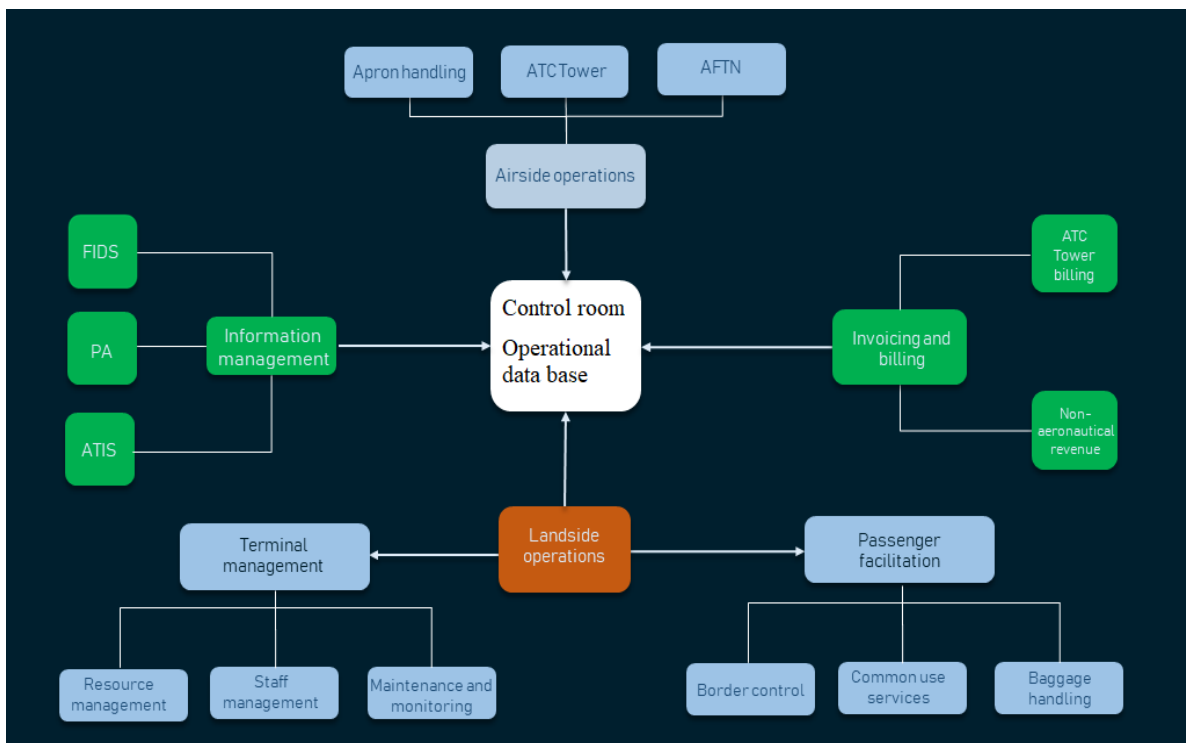 Apron handling
ATC Tower
AFTN
Airside operations
FIDS
PA
ATIS
Information
management
Control room
Operational
data base
Invoicing and
billing
ATC
Tower
billing
Non-
aeronautical
revenue
Landside
operations
Terminal
management
Passenger
facilitation
Resource
management
Staff
management
Maintenance and
monitoring
Border control
Common use
services
Baggage
handling